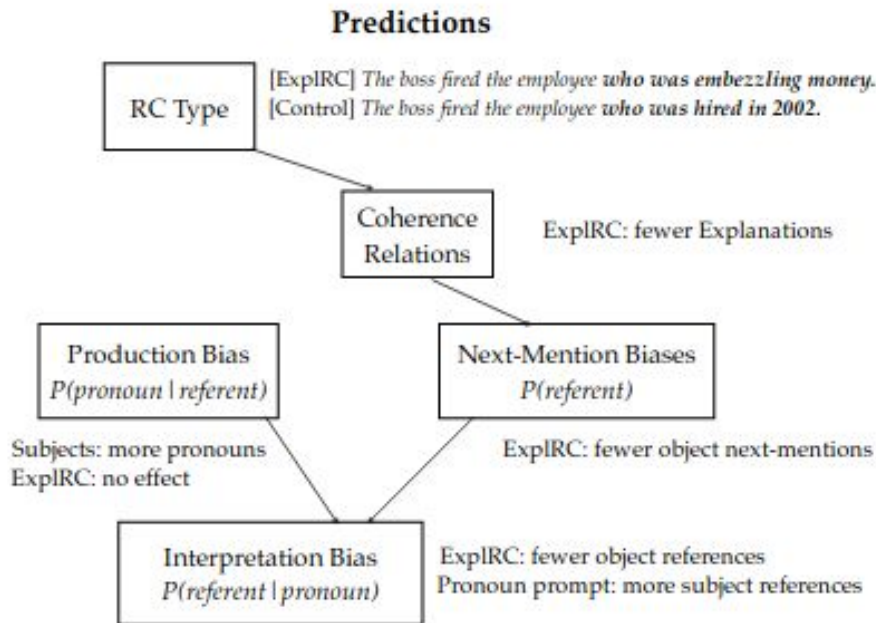 Predictions
RC Type
[ExplRC] The boss fired the employee who was embezzling money.
[Control] The boss fired the employee who was hired in 2002.
Coherence
Relations
ExplRC: fewer Explanations
Production Bias
P(pronoun | referent)
Next-Mention Biases
P(referent)
Subjects: more pronouns
ExplRC: no effect
ExplRC: fewer object next-mentions
Interpretation Bias
P(referent | pronoun)
ExplRC: fewer object references
Pronoun prompt: more subject references